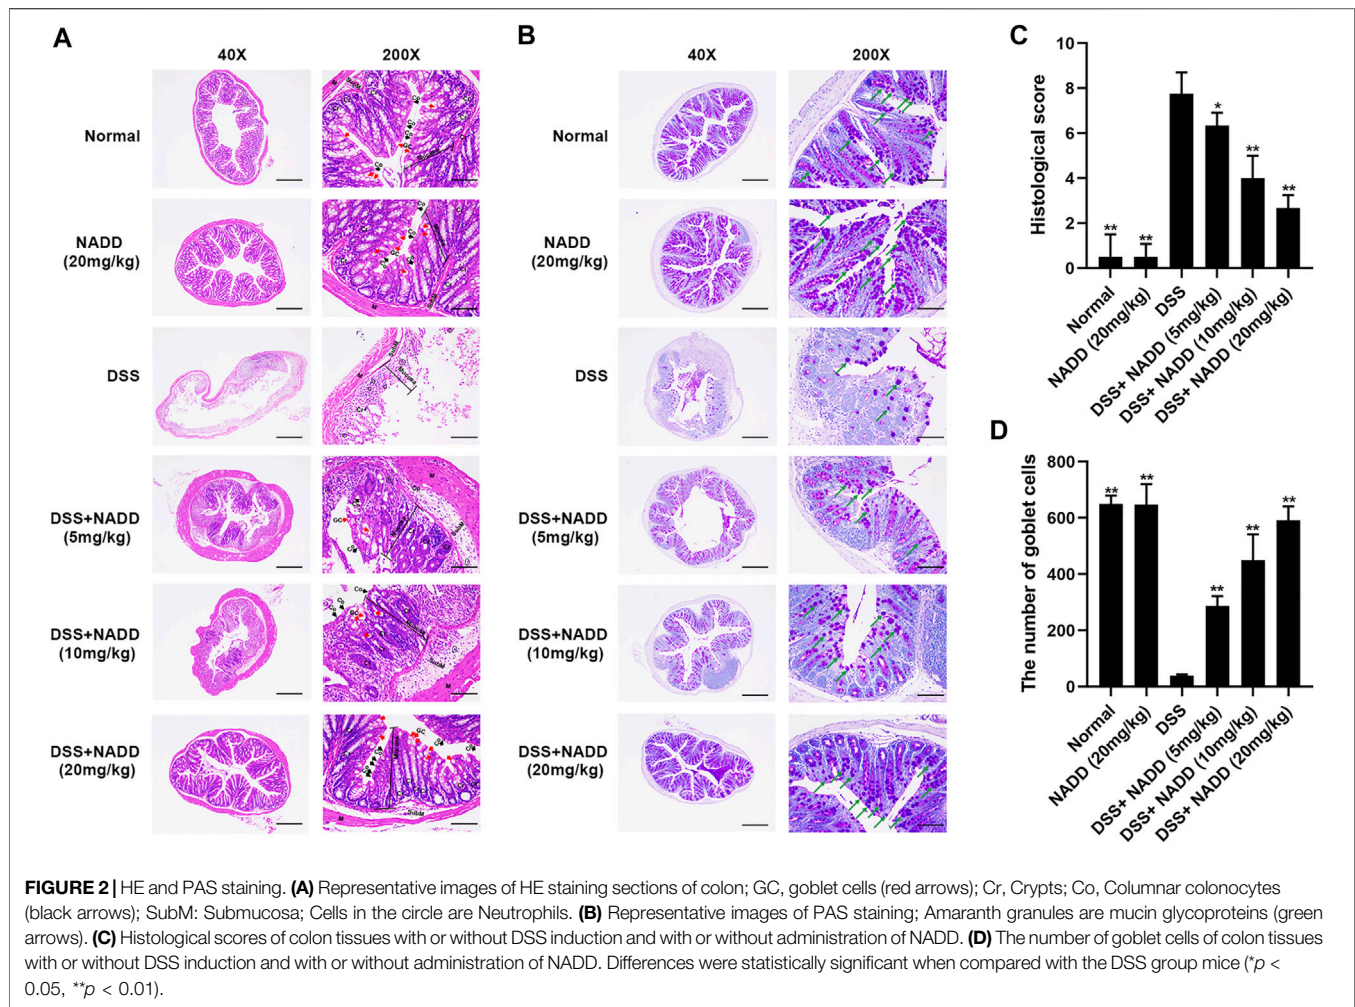 A
B
C
D
40X
200X
40X
200X
Normal
NADD
(20mg/kg)
DSS
DSS+NADD
(5mg/kg)
DSS+NADD
(10mg/kg)
DSS+NADD
(20mg/kg)
Normal
NADD
(20mg/kg)
DSS
DSS+NADD
(5mg/kg)
DSS+NADD
(10mg/kg)
DSS+NADD
(20mg/kg)
Histological score
10
8
6
4
2
0
**
**
*
**
**
Normal
NADD (20mg/kg)
DSS
DSS+ NADD (5mg/kg)
DSS+ NADD (10mg/kg)
DSS+ NADD (20mg/kg)
The number of goblet cells
800
600
400
200
0
**
**
**
**
**
Normal
NADD (20mg/kg)
DSS
DSS+ NADD (5mg/kg)
DSS+ NADD (10mg/kg)
DSS+ NADD (20mg/kg)
FIGURE 2 | HE and PAS staining. (A) Representative images of HE staining sections of colon; GC, goblet cells (red arrows); Cr, Crypts; Co, Columnar colonocytes
(black arrows); SubM: Submucosa; Cells in the circle are Neutrophils. (B) Representative images of PAS staining; Amaranth granules are mucin glycoproteins (green
arrows). (C) Histological scores of colon tissues with or without DSS induction and with or without administration of NADD. (D) The number of goblet cells of colon tissues
with or without DSS induction and with or without administration of NADD. Differences were statistically significant when compared with the DSS group mice (*p <
0.05, **p < 0.01).